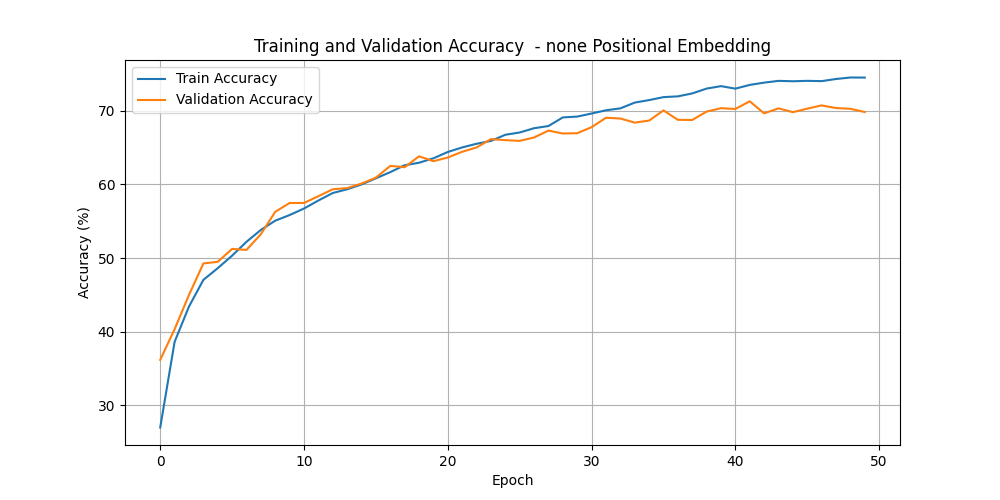 Training and Validation Accuracy  - none Positional Embedding
Train Accuracy
Validation Accuracy
Accuracy (%)
70
60
50
40
30
0 10 20 30 40 50
Epoch